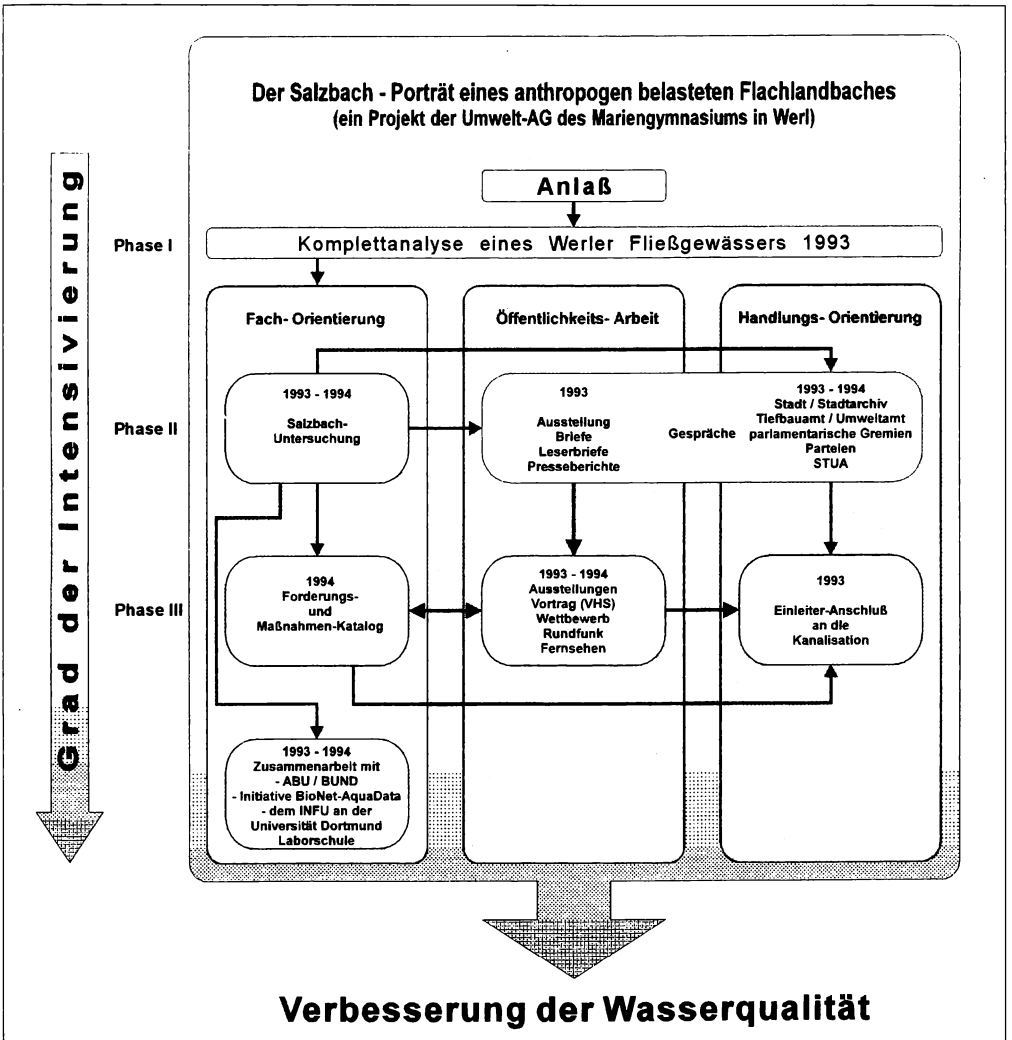 Der Salzbach - Porträt eines anthropogen belasteten Flachlandbaches
(ein Projekt der Umwelt-AG des Mariengymnasiums in Werl)
Grad der Intensivierung
Anlaß
Phase I
Komplettanalyse eines Werler Fließgewässers 1993
Fach- Orientierung
Öffentlichkeits- Arbeit
Handlungs- Orientierung
Phase II
1993 - 1994
Salzbach-
Untersuchung
1993
Ausstellung
Briefe
Leserbriefe
Presseberichte
Gespräche
1993 - 1994
Stadt / Stadtarchiv
Tiefbauamt / Umweltamt
parlamentarische Gremien
Parteien
STUA
Phase III
1994
Forderungs-
und
Maßnahmen-Katalog
1993 - 1994
Ausstellungen
Vortrag (VHS)
Wettbewerb
Rundfunk
Fernsehen
1993
Einleiter-Anschluß
an die
Kanalisation
1993 - 1994
Zusammenarbeit mit
- ABU / BUND
- Initiative BioNet-AquaData
- dem INFU an der
Universität Dortmund
Laborschule
Verbesserung der Wasserqualität